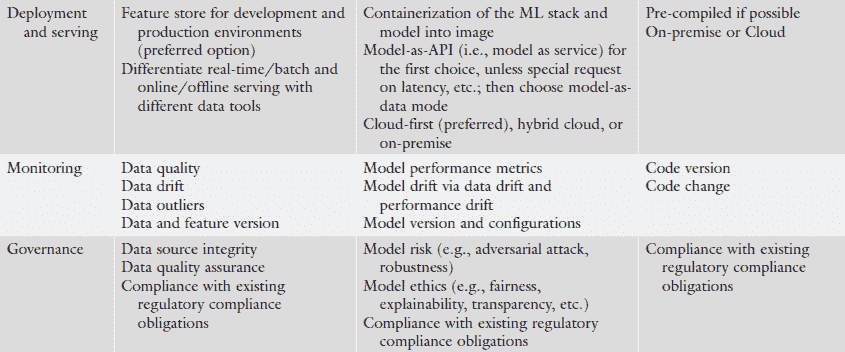 Deployment and serving
Feature store for development and
production environments
(preferred option)
Differentiate real-time/batch and
online/offline serving with
different data tools
Containerization of the ML stack and
model into image
Model-as-API (i.e., model as service) for
the first choice, unless special request
on latency, etc.; then choose model-as-
data mode
Cloud-first (preferred), hybrid cloud, or
on-premise
Pre-compiled if possible
On-premise or Cloud
Monitoring
Data quality
Data drift
Data outliers
Data and feature version
Model performance metrics
Model drift via data drift and
performance drift
Model version and configurations
Code version
Code change
Governance
Data source integrity
Data quality assurance
Compliance with existing
regulatory compliance
obligations
Model risk (e.g., adversarial attack,
robustness)
Model ethics (e.g., fairness,
explainability, transparency, etc.)
Compliance with existing regulatory
compliance obligations
Compliance with existing
regulatory compliance
obligations